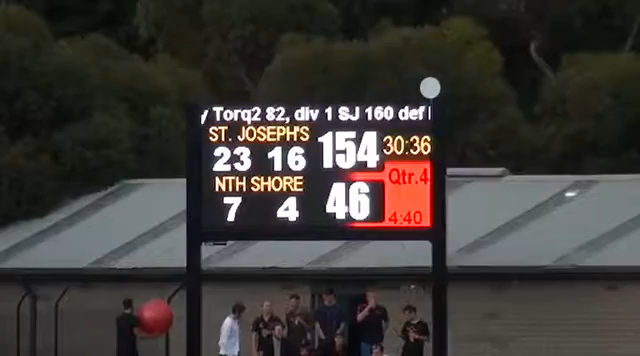 y Torq2 82, div 1 SJ 160 def
ST. JOSEPH'S
23 16 154 30:36
NTH SHORE Qtr.4
7 4 46 4:40